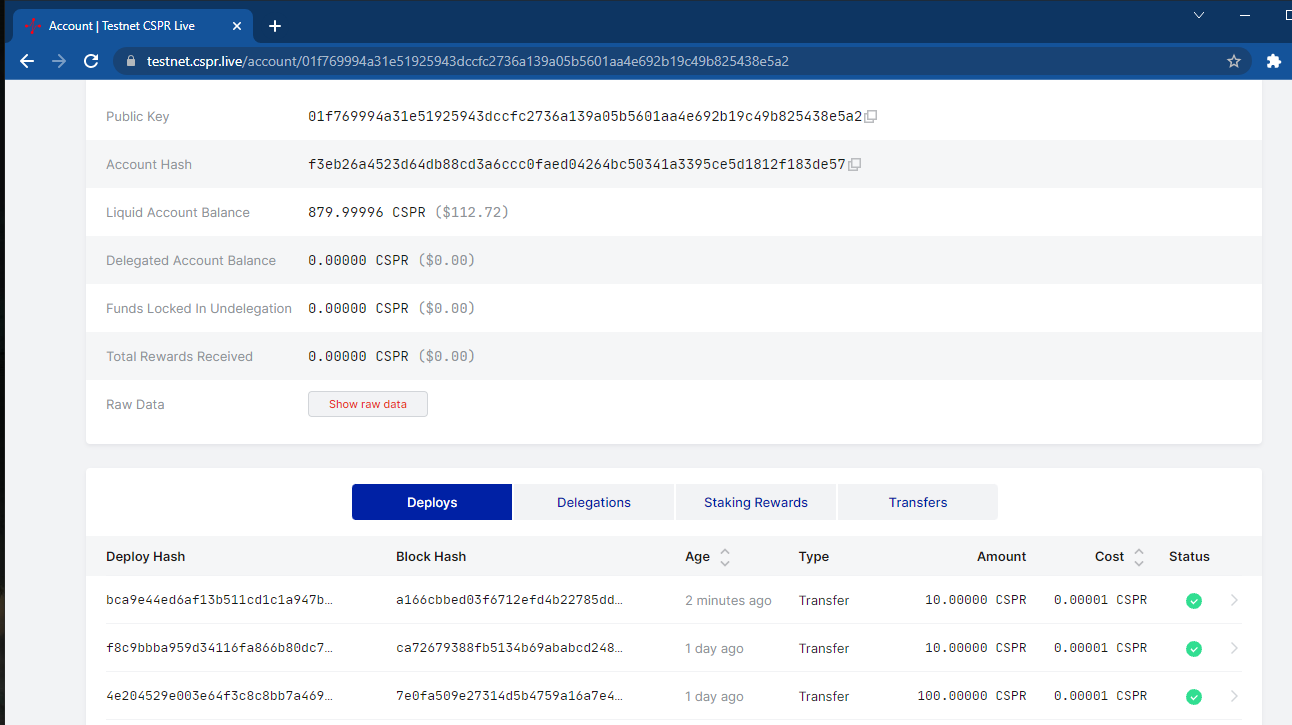 Account | Testnet CSPR Live
testnet.cspr.live/account/01f769994a31e51925943dccfc2736a139a05b5601aa4e692b19c49b825438e5a2
Public Key 01f769994a31e51925943dccfc2736a139a05b5601aa4e692b19c49b825438e5a2
Account Hash f3eb26a4523d64db88cd3a6ccc0faed04264bc50341a3395ce5d1812f183de57
Liquid Account Balance 879.99996 CSPR ($112.72)
Delegated Account Balance 0.00000 CSPR ($0.00)
Funds Locked In Undelegation 0.00000 CSPR ($0.00)
Total Rewards Received 0.00000 CSPR ($0.00)
Raw Data Show raw data
Deploys Delegations Staking Rewards Transfers
Deploy Hash Block Hash Age Type Amount Cost Status
bca9e44ed6af13b511cd1c1a947b… a166cbbed03f6712efd4b22785dd… 2 minutes ago Transfer 10.00000 CSPR 0.00001 CSPR
f8c9bbba959d34116fa866b80dc7… ca72679388fb5134b69ababcd248… 1 day ago Transfer 10.00000 CSPR 0.00001 CSPR
4e204529e003e64f3c8c8bb7a469… 7e0fa509e27314d5b4759a16a7e4… 1 day ago Transfer 100.00000 CSPR 0.00001 CSPR